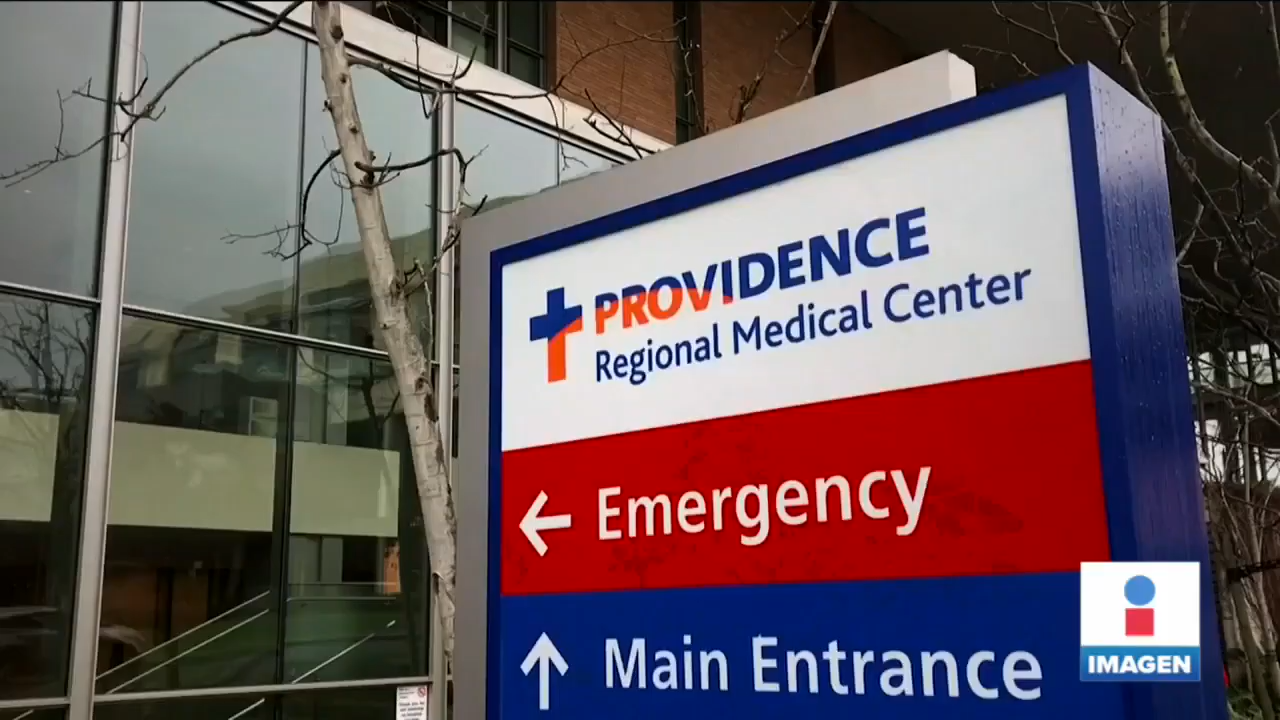 PROVIDENCE
Regional Medical Center
← Emergency
↑ Main Entrance
IMAGEN